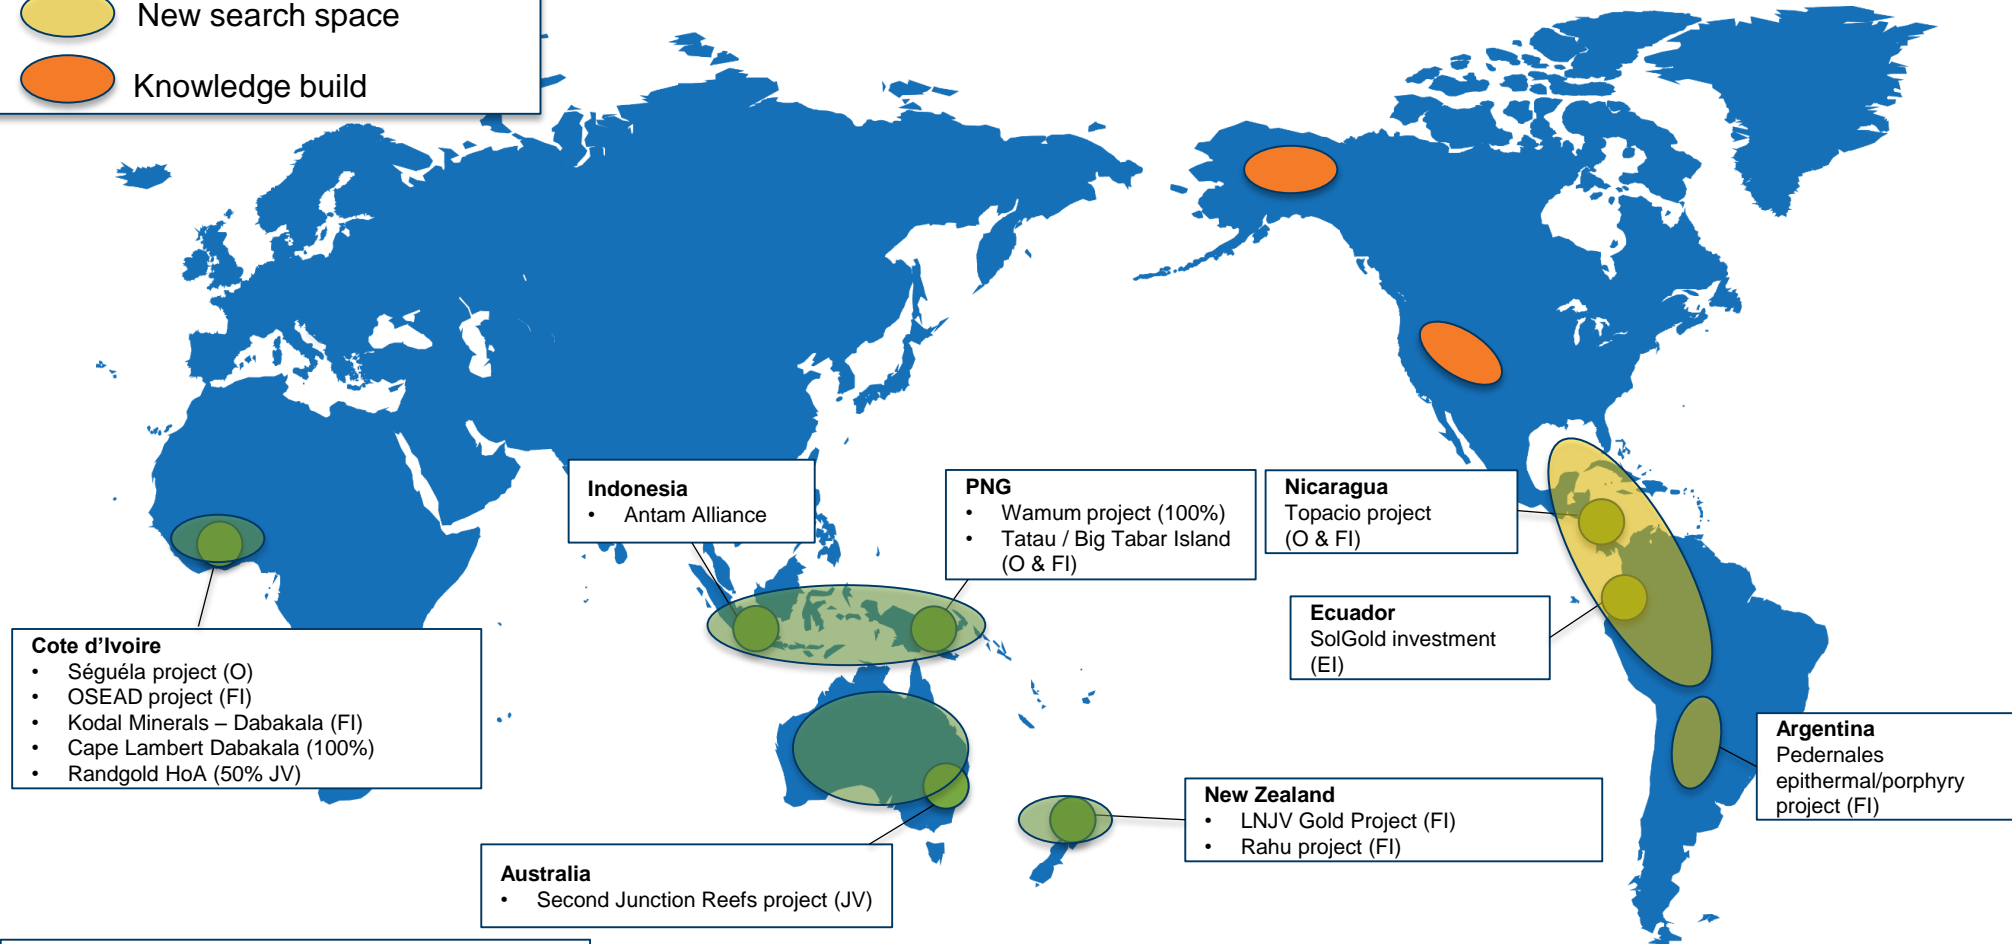 New search space
Knowledge build
Indonesia
• Antam Alliance
PNG
• Wamum project (100%)
• Tatau / Big Tabar Island
(O & FI)
Nicaragua
Topacio project
(O & FI)
Ecuador
SolGold investment
(EI)
Cote d’Ivoire
• Séguéla project (O)
• OSEAD project (FI)
• Kodal Minerals – Dabakala (FI)
• Cape Lambert Dabakala (100%)
• Randgold HoA (50% JV)
Argentina
Pedernales
epithermal/porphyry
project (FI)
New Zealand
• LNJV Gold Project (FI)
• Rahu project (FI)
Australia
• Second Junction Reefs project (JV)